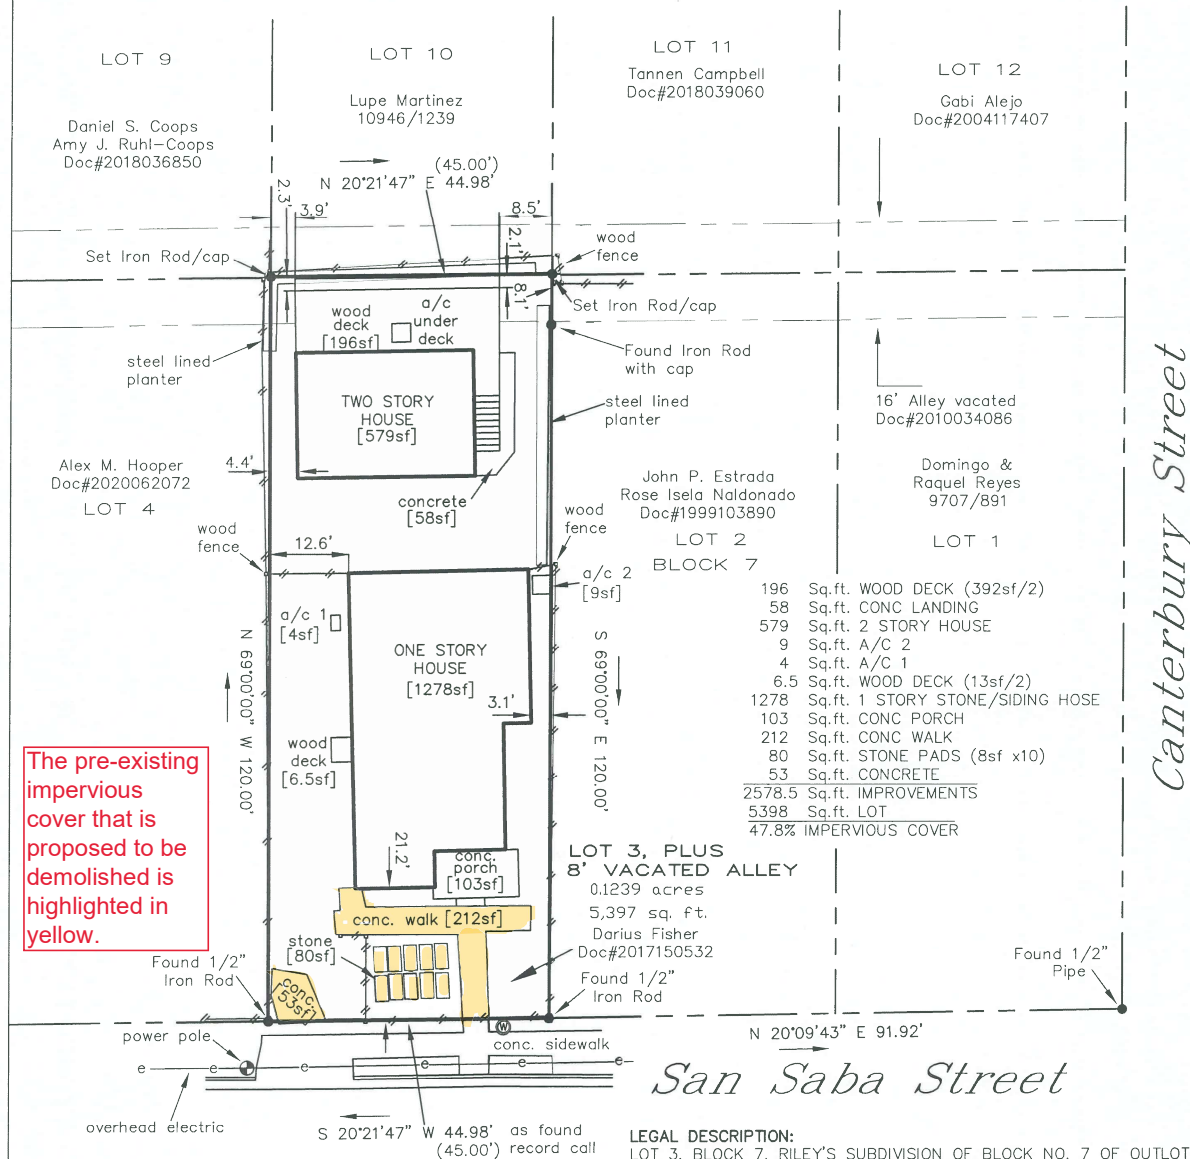 LOT 9
LOT 10
LOT 11
LOT 12
Daniel S. Coops
Amy J. Ruhl-Coops
Doc#2018036850
Lupe Martinez
10946/1239
Tannen Campbell
Doc#2018039060
Gabi Alejo
Doc#2004117407
(45.00')
N 20°21'47" E 44.98'
2.3'
3.9'
8.5'
2.1'
8.1'
wood
fence
Set Iron Rod/cap
Set Iron Rod/cap
wood
deck
[196sf]
a/c
under
deck
Found Iron Rod
with cap
steel lined
planter
steel lined
planter
TWO STORY
HOUSE
[579sf]
16' Alley vacated
Doc#2010034086
Canterbury Street
4.4'
Alex M. Hooper
Doc#2020062072
LOT 4
concrete
[58sf]
John P. Estrada
Rose Isela Naldonado
Doc#1999103890
LOT 2
BLOCK 7
Domingo &
Raquel Reyes
9707/891
LOT 1
wood
fence
wood
fence
12.6'
a/c 2
[9sf]
a/c 1
[4sf]
N 69°00'00" W 120.00'
S 69°00'00" E 120.00'
ONE STORY
HOUSE
[1278sf]
3.1'
wood
deck
[6.5sf]
21.2'
196 Sq.ft. WOOD DECK (392sf/2)
58 Sq.ft. CONC LANDING
579 Sq.ft. 2 STORY HOUSE
9 Sq.ft. A/C 2
4 Sq.ft. A/C 1
6.5 Sq.ft. WOOD DECK (13sf/2)
1278 Sq.ft. 1 STORY STONE/SIDING HOSE
103 Sq.ft. CONC PORCH
212 Sq.ft. CONC WALK
80 Sq.ft. STONE PADS (8sf x10)
53 Sq.ft. CONCRETE
2578.5 Sq.ft. IMPROVEMENTS
5398 Sq.ft. LOT
47.8% IMPERVIOUS COVER
The pre-existing
impervious
cover that is
proposed to be
demolished is
highlighted in
yellow.
conc.
porch
[103sf]
LOT 3, PLUS
8' VACATED ALLEY
0.1239 acres
5,397 sq. ft.
Darius Fisher
Doc#2017150532
conc. walk [212sf]
stone
[80sf]
conc.
[53sf]
Found 1/2"
Iron Rod
Found 1/2"
Iron Rod
Found 1/2"
Pipe
power pole
W
conc. sidewalk
N 20°09'43" E 91.92'
e
e
e
e
e
San Saba Street
overhead electric
S 20°21'47" W 44.98' as found
(45.00') record call
LEGAL DESCRIPTION:
LOT 3, BLOCK 7, RILEY'S SUBDIVISION OF BLOCK NO. 7 OF OUTLOT